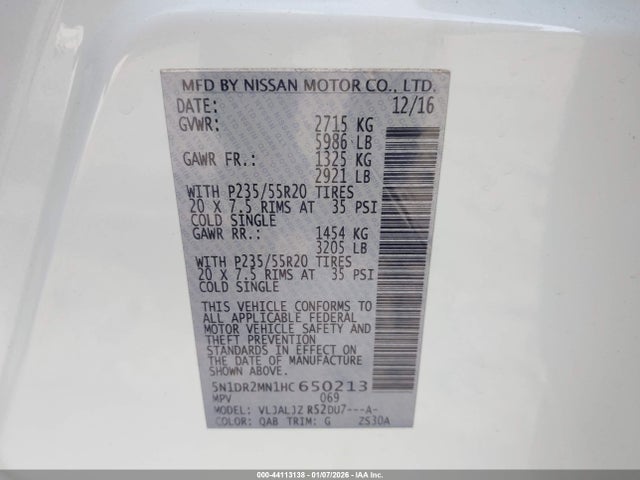 MFD BY NISSAN MOTOR CO., LTD.
DATE: 12/16
GVWR: 2715 KG
5986 LB
GAWR FR.: 1325 KG
2921 LB
WITH P235/55R20 TIRES
20 X 7.5 RIMS AT 35 PSI
COLD SINGLE
GAWR RR.: 1454 KG
3205 LB
WITH P235/55R20 TIRES
20 X 7.5 RIMS AT 35 PSI
COLD SINGLE
THIS VEHICLE CONFORMS TO
ALL APPLICABLE FEDERAL
MOTOR VEHICLE SAFETY AND
THEFT PREVENTION
STANDARDS IN EFFECT ON
THE DATE OF MANUFACTURE
SHOWN ABOVE.
5N1DR2MN1HC650213
MPV 069
MODEL: VLJALJZ R52DU7---A-
COLOR: QAB TRIM: G ZS30A
000-44113138 - 01/07/2026 - IAA Inc.